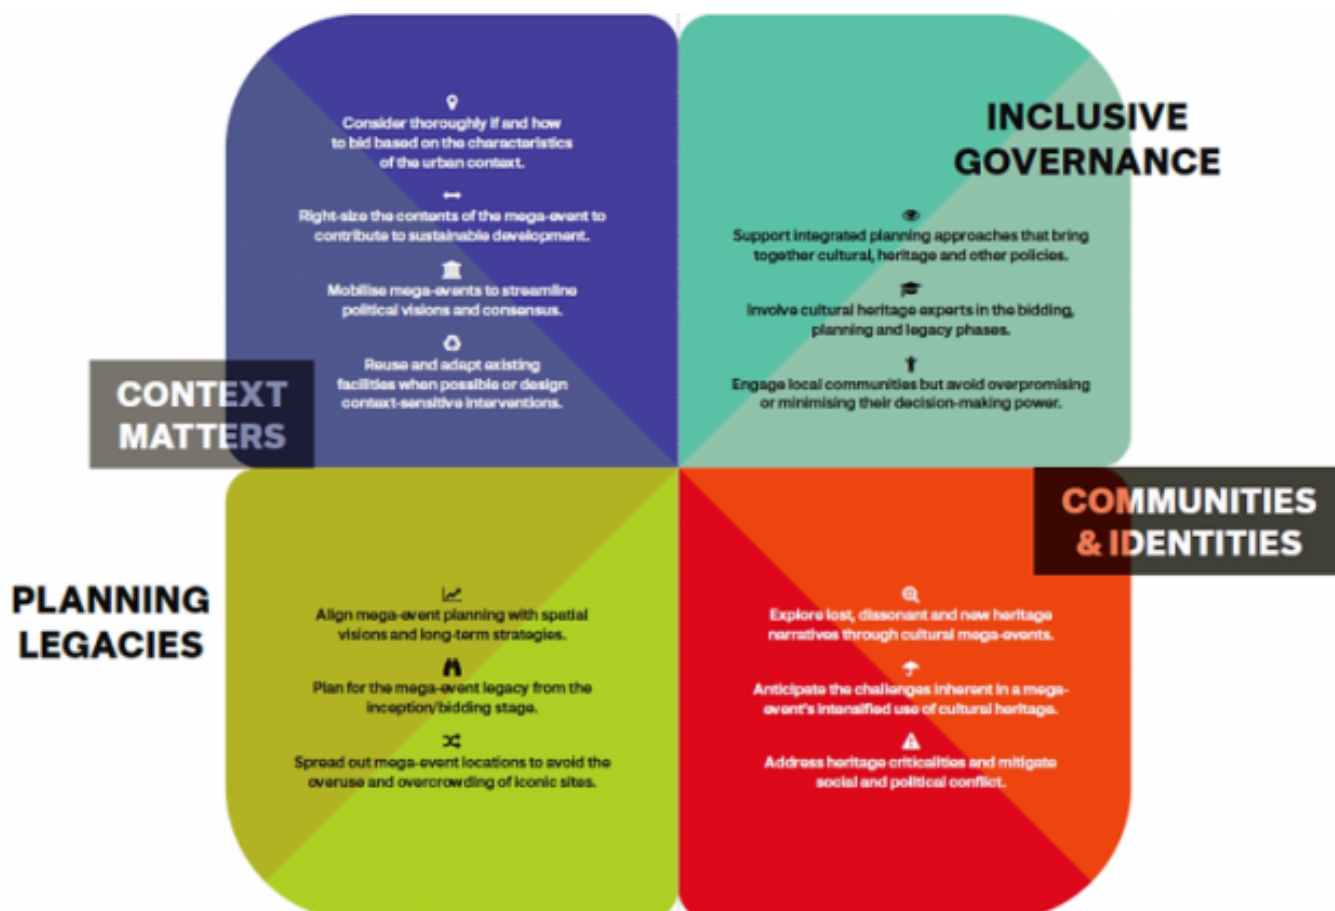 Consider thoroughly if and how
to bid based on the characteristics
of the urban context.
Right-size the contents of the mega-event to
contribute to sustainable development.
Mobilise mega-events to streamline
political visions and consensus.
Reuse and adapt existing
facilities when possible or design
context-sensitive interventions.
CONTEXT
MATTERS
INCLUSIVE
GOVERNANCE
Support integrated planning approaches that bring
together cultural, heritage and other policies.
Involve cultural heritage experts in the bidding,
planning and legacy phases.
Engage local communities but avoid overpromising
or minimising their decision-making power.
PLANNING
LEGACIES
Align mega-event planning with spatial
visions and long-term strategies.
Plan for the mega-event legacy from the
inception/bidding stage.
Spread out mega-event locations to avoid the
overuse and overcrowding of iconic sites.
COMMUNITIES
& IDENTITIES
Explore lost, dissonant and new heritage
narratives through cultural mega-events.
Anticipate the challenges inherent in a mega-
event's intensified use of cultural heritage.
Address heritage criticalities and mitigate
social and political conflict.